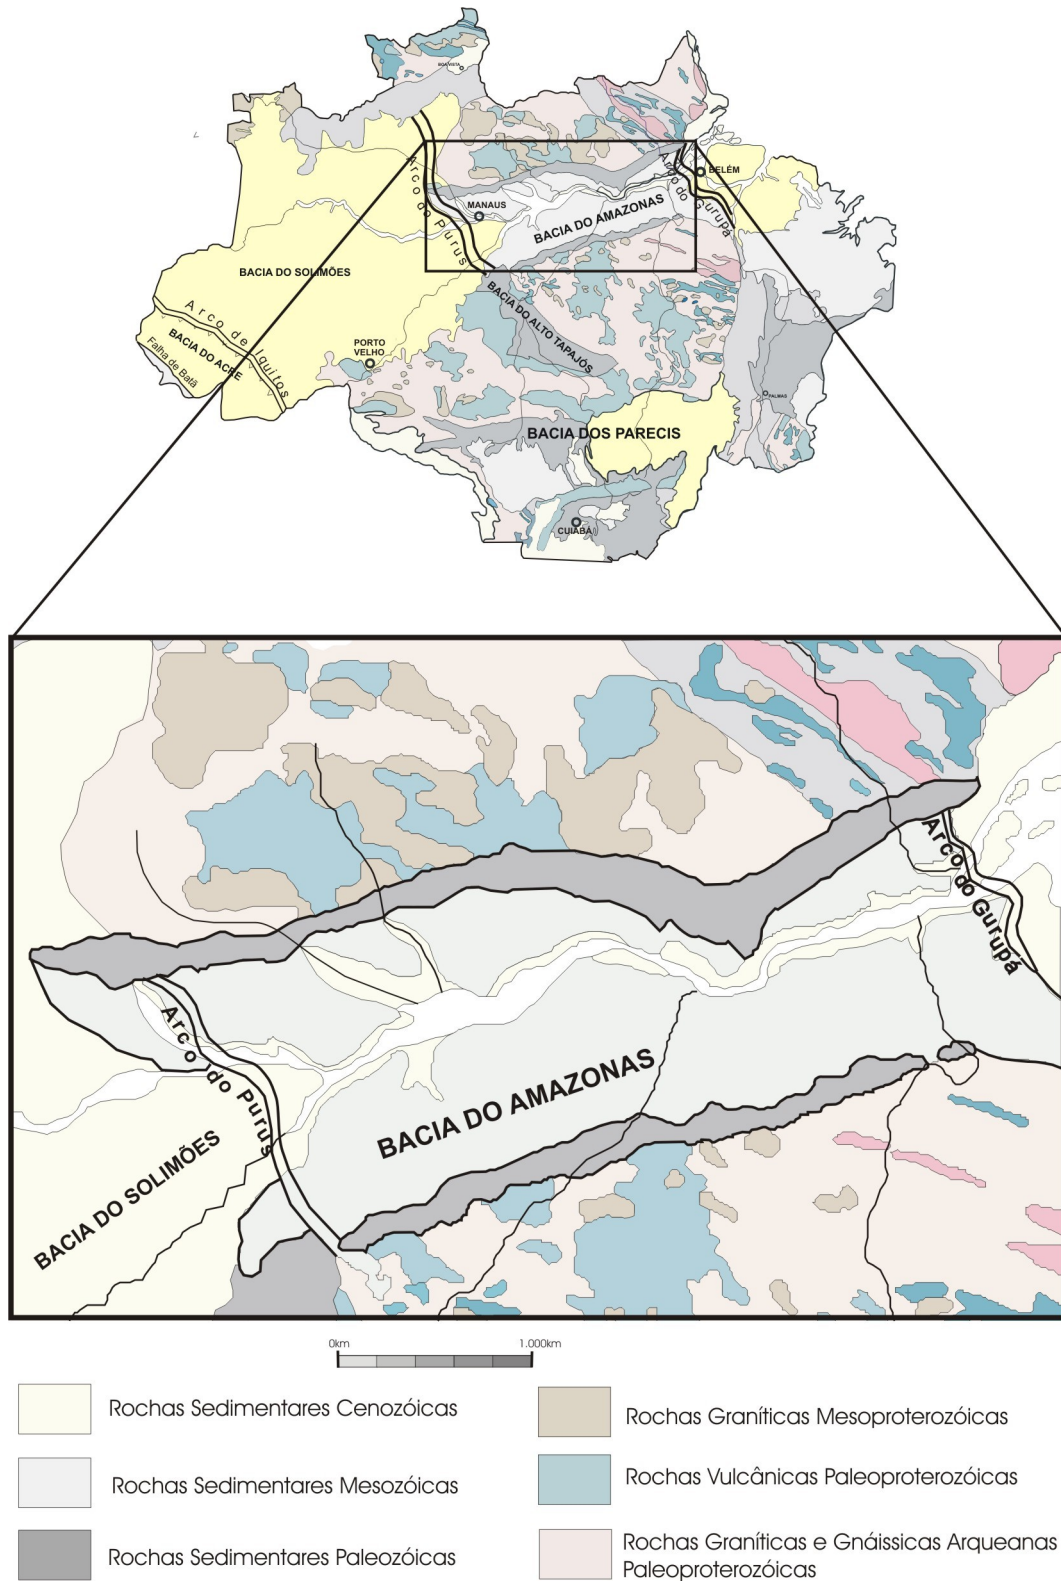 BOA VISTA
Arco do Purus
MANAUS
BACIA DO AMAZONAS
Arco do Gurupá
BELÉM
BACIA DO SOLIMÕES
BACIA DO ALTO TAPAJÓS
Arco de Iquitos
BACIA DO ACRE
Falha de Batã
PORTO
VELHO
PALMAS
BACIA DOS PARECIS
CUIABÁ
Arco do Gurupá
Arco do Purus
BACIA DO AMAZONAS
BACIA DO SOLIMÕES
0km 1.000km
Rochas Sedimentares Cenozóicas
Rochas Sedimentares Mesozóicas
Rochas Sedimentares Paleozóicas
Rochas Graníticas Mesoproterozóicas
Rochas Vulcânicas Paleoproterozóicas
Rochas Graníticas e Gnáissicas Arqueanas
Paleoproterozóicas